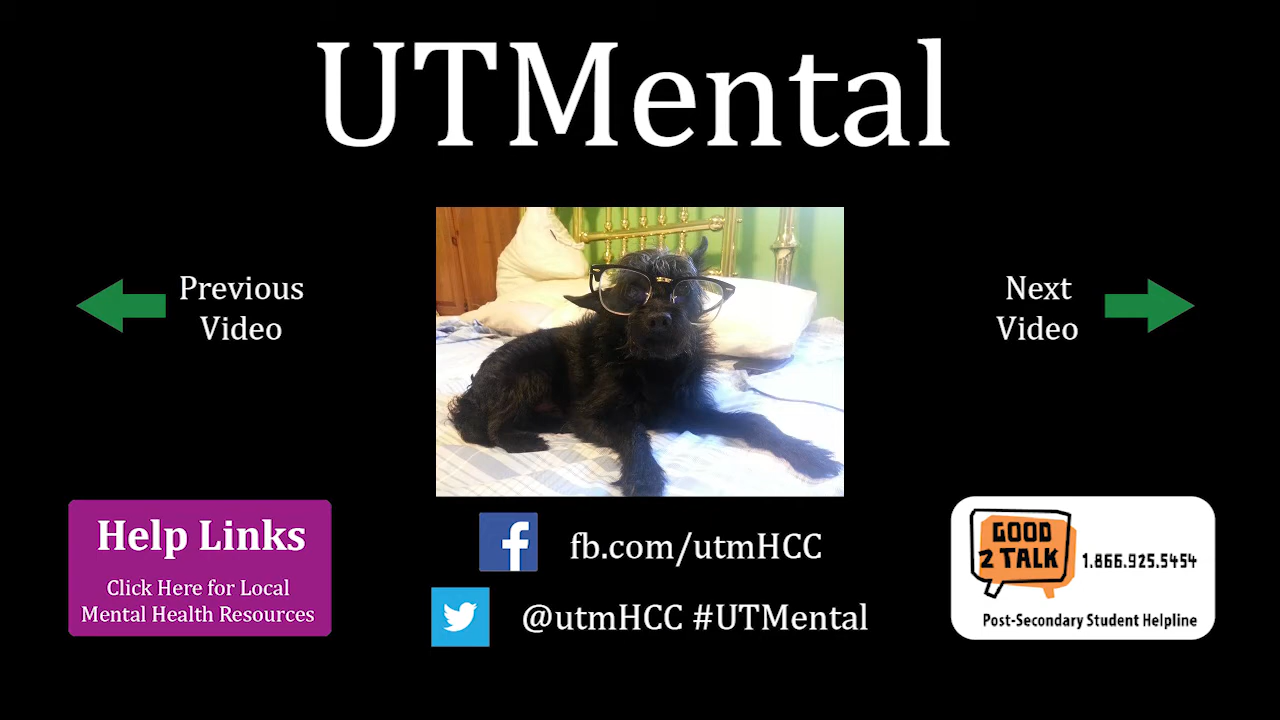 UTMental
Previous
Video
Next
Video
Help Links
Click Here for Local
Mental Health Resources
fb.com/utmHCC
@utmHCC #UTMental
GOOD
2 TALK
1.866.925.5454
Post-Secondary Student Helpline